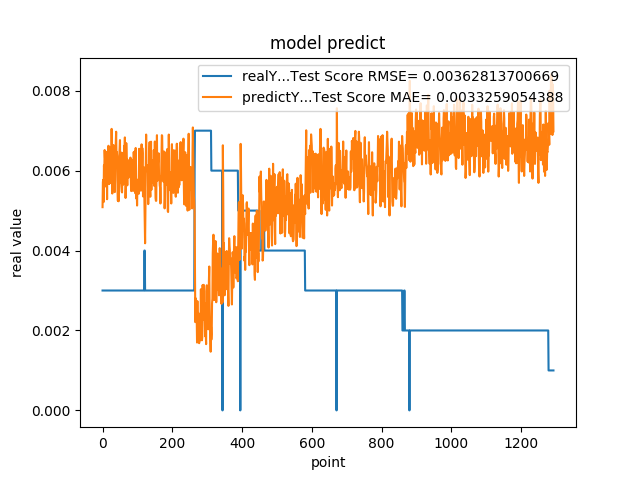 model predict
realY...Test Score RMSE= 0.00362813700669
predictY...Test Score MAE= 0.0033259054388
0.008
0.006
0.004
0.002
0.000
real value
0 200 400 600 800 1000 1200
point